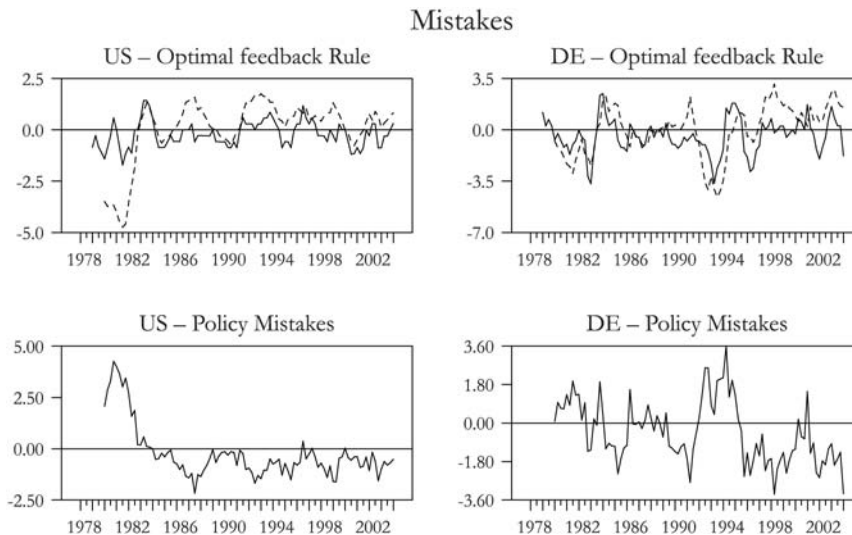 Mistakes
US – Optimal feedback Rule
DE – Optimal feedback Rule
2.5
0.0
-2.5
-5.0
1978 1982 1986 1990 1994 1998 2002
3.5
0.0
-3.5
-7.0
1978 1982 1986 1990 1994 1998 2002
US – Policy Mistakes
DE – Policy Mistakes
5.00
2.50
0.00
-2.50
1978 1982 1986 1990 1994 1998 2002
3.60
1.80
0.00
-1.80
-3.60
1978 1982 1986 1990 1994 1998 2002